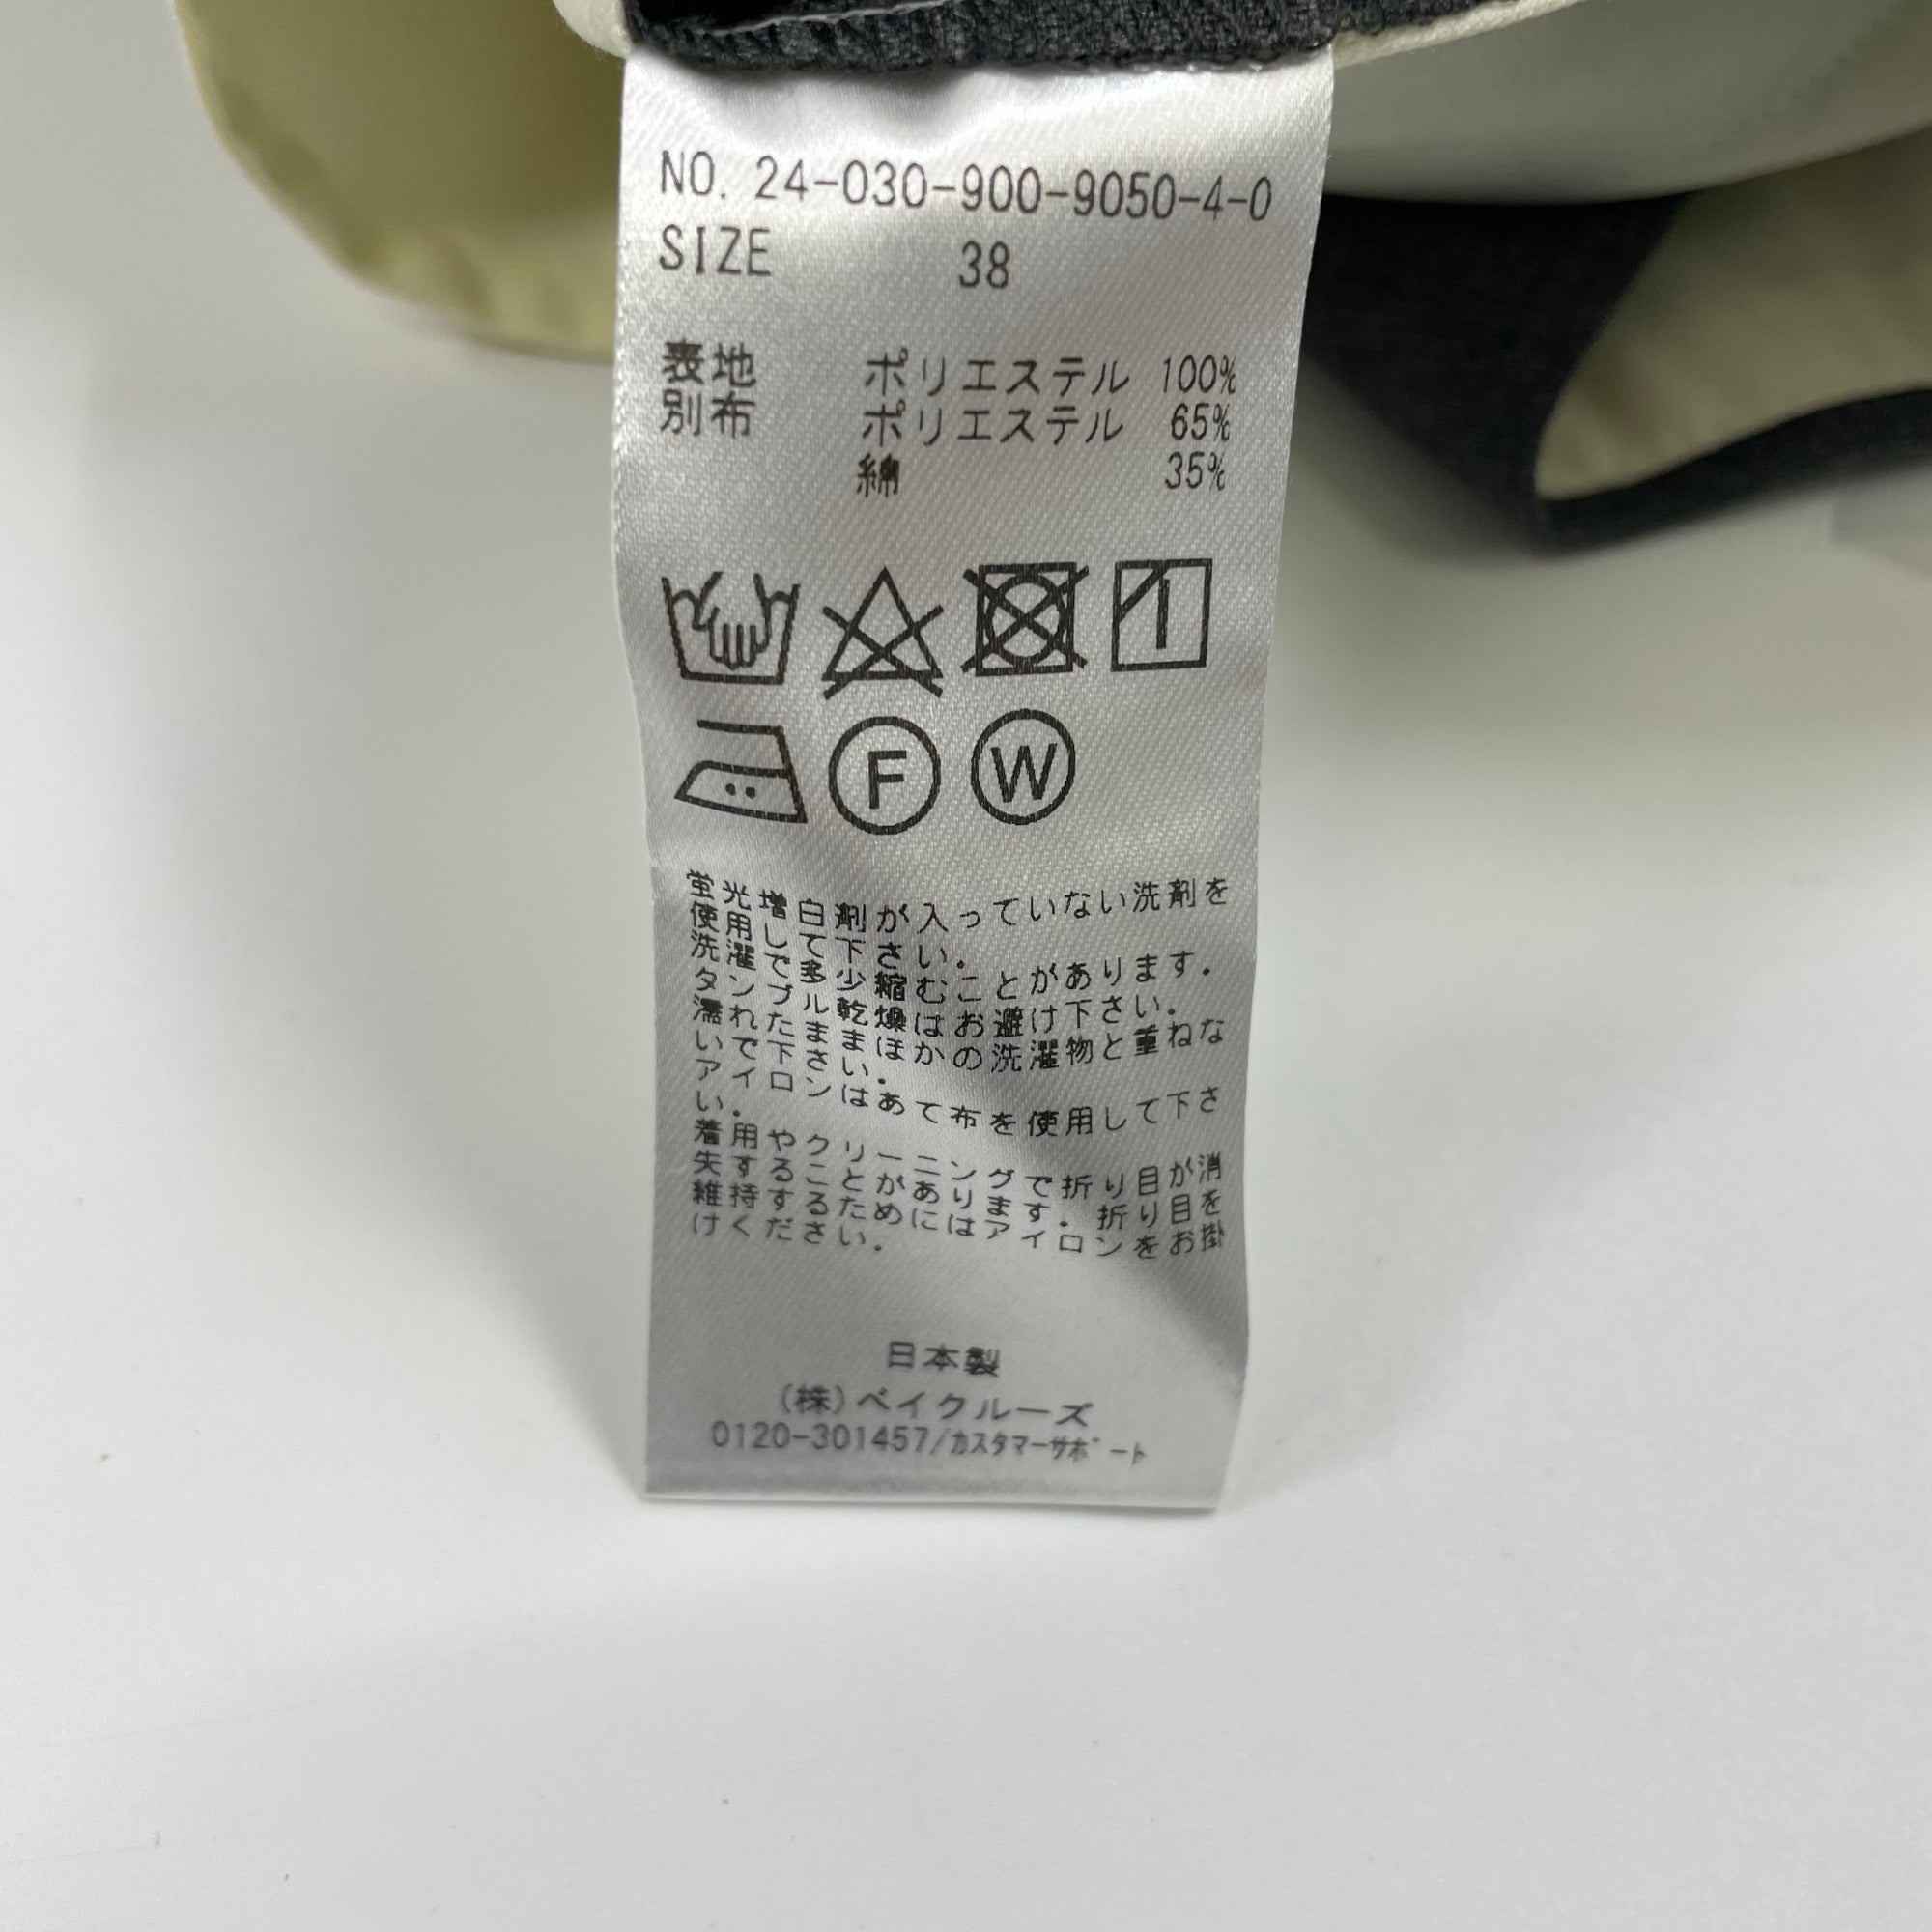 NO. 24-030-900-9050-4-0
SIZE 38
表地 ポリエステル 100%
別布 ポリエステル 65%
綿 35%
F W
蛍光増白剤が入っていない洗剤を
使用して下さい.
洗濯で多少縮むことがあります.
タンブル乾燥はお避け下さい.
濡れたままほかの洗濯物と重ねな
いで下さい.
アイロンはあて布を使用して下さ
い.
着用やクリーニングで折り目が消
失することがあります. 折り目を
維持するためにはアイロンをお掛
けください.
日本製
(株)ベイクルーズ
0120-301457/カスタマーサポート